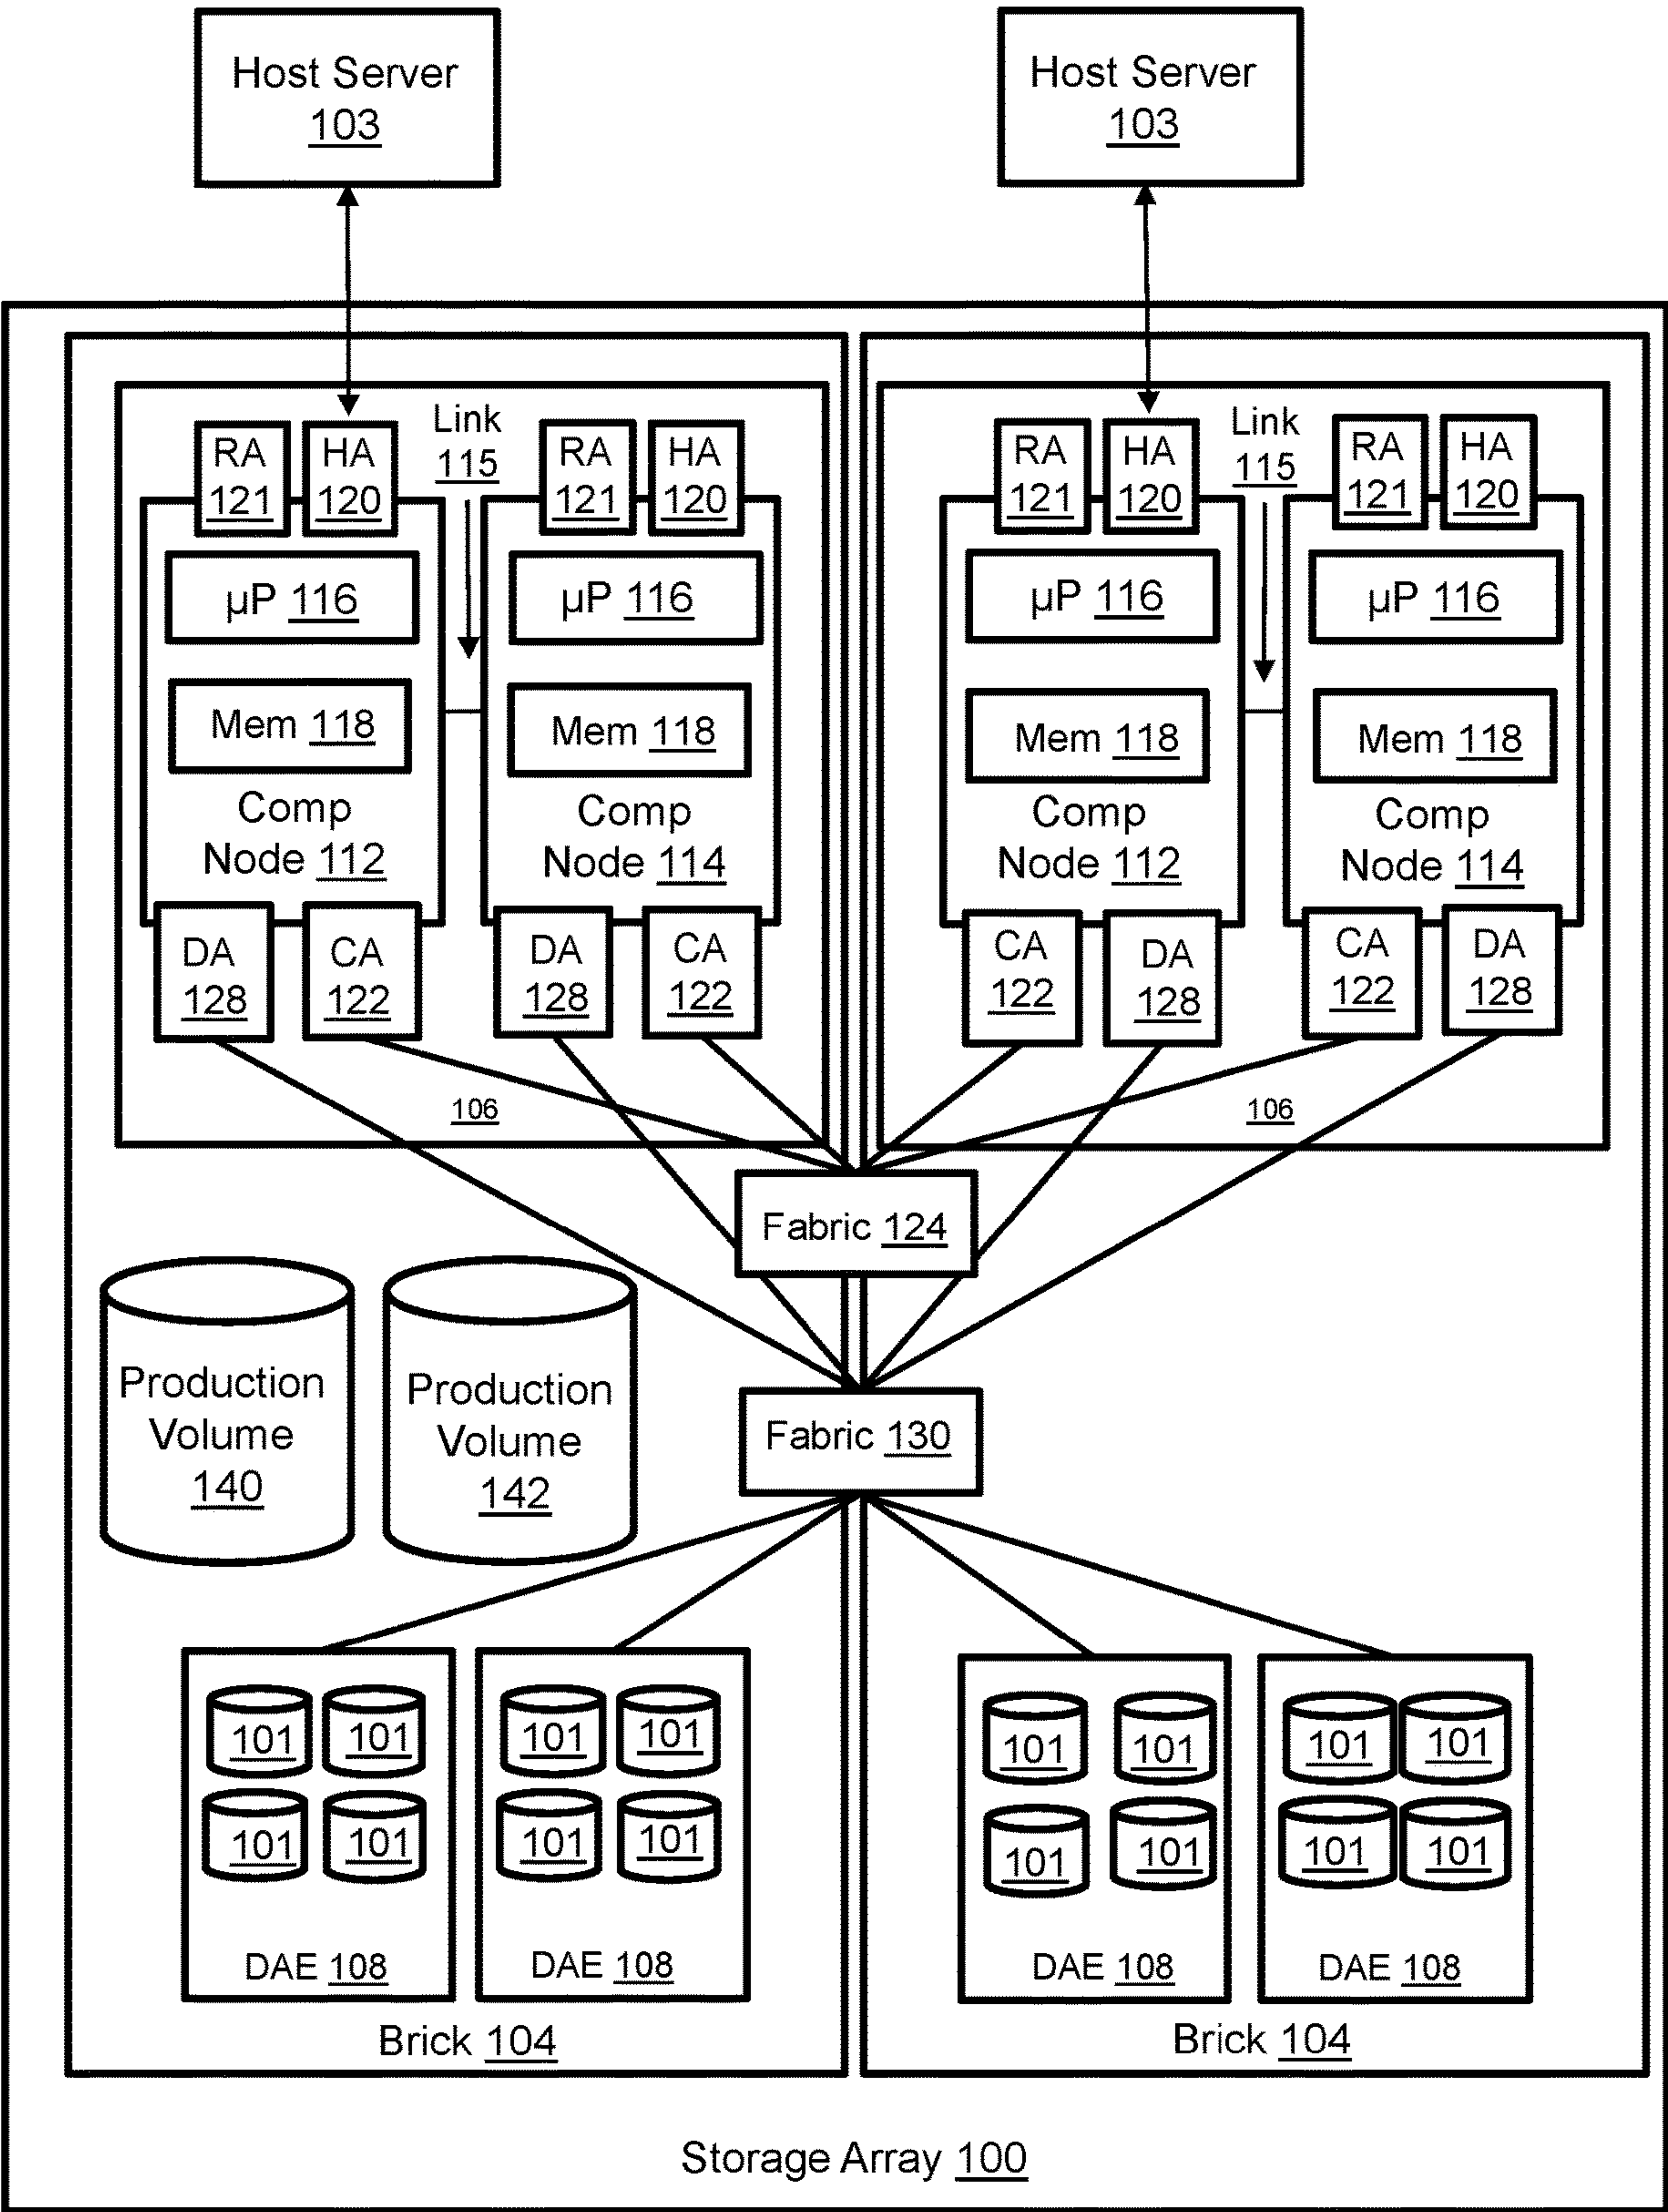 Host Server
103
Host Server
103
RA
121
HA
120
Link
115
RA
121
HA
120
µP 116
µP 116
Mem 118
Mem 118
Comp
Node 112
Comp
Node 114
DA
128
CA
122
DA
128
CA
122
106
RA
121
HA
120
Link
115
RA
121
HA
120
µP 116
µP 116
Mem 118
Mem 118
Comp
Node 112
Comp
Node 114
CA
122
DA
128
CA
122
DA
128
106
Fabric 124
Production
Volume
140
Production
Volume
142
Fabric 130
101
101
101
101
DAE 108
101
101
101
101
DAE 108
Brick 104
101
101
101
101
DAE 108
101
101
101
101
DAE 108
Brick 104
Storage Array 100